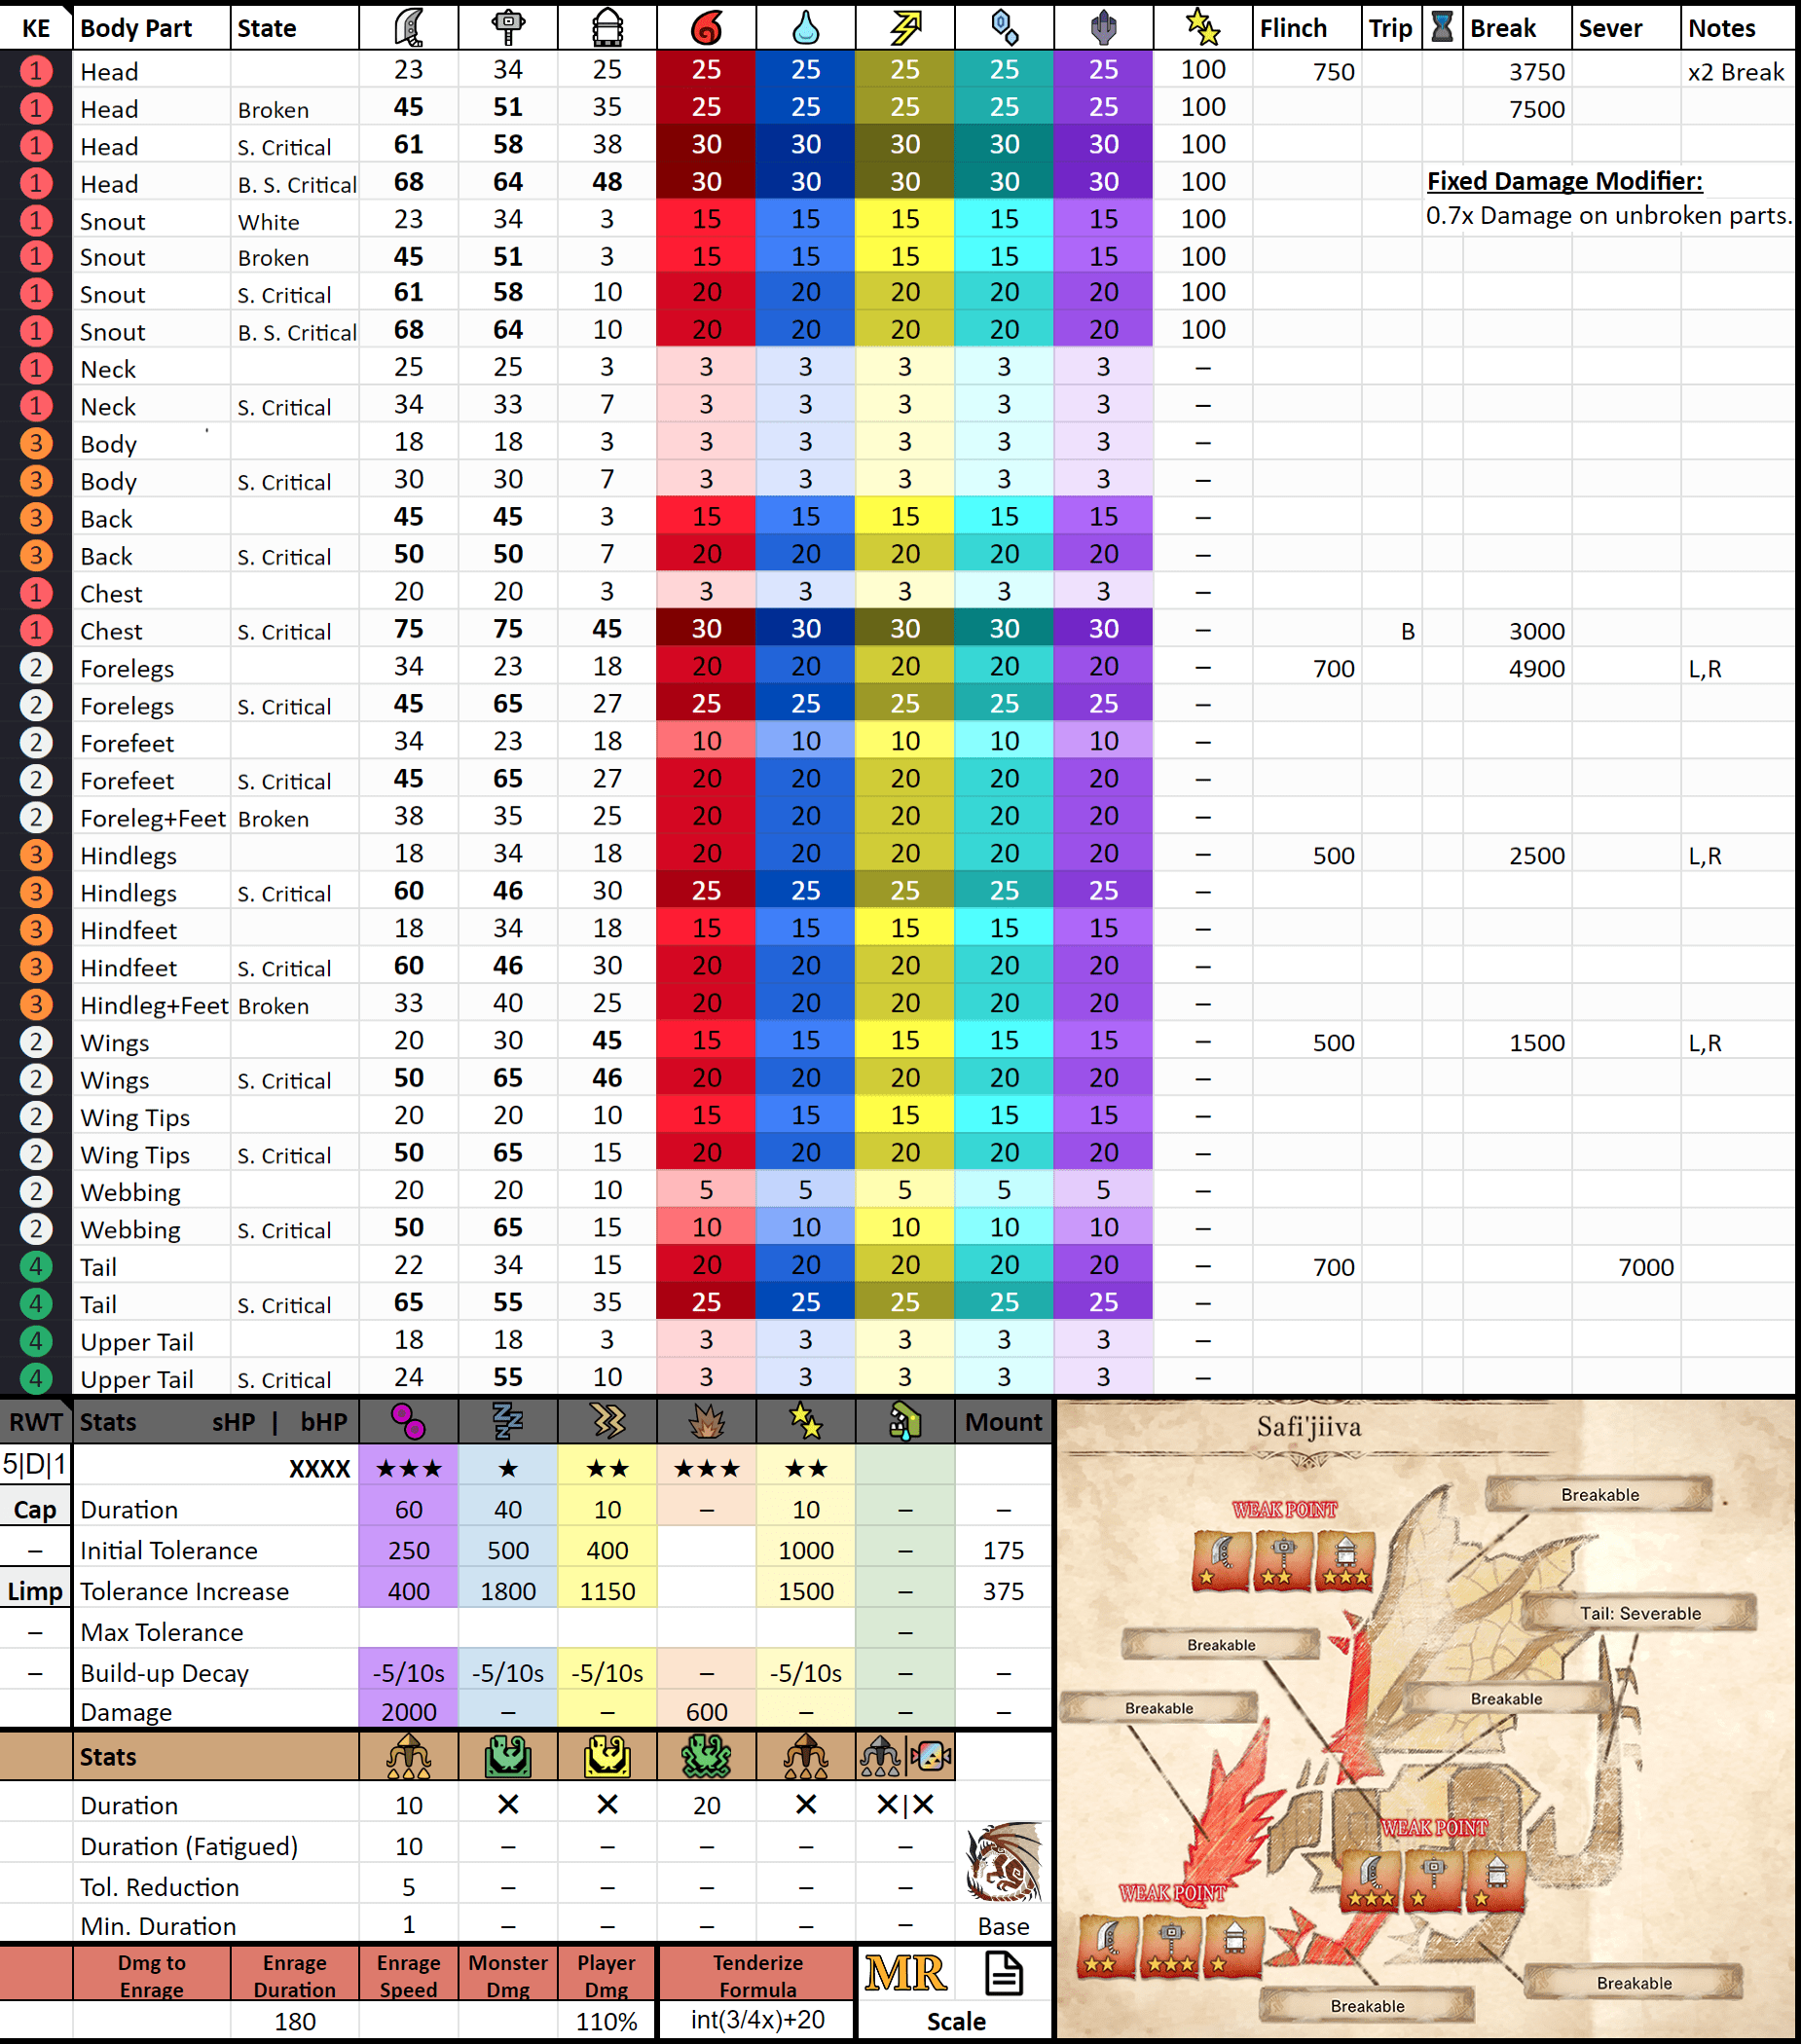 KE Body Part State Flinch Trip Break Sever Notes
1 Head 23 34 25 25 25 25 25 25 100 750 3750 x2 Break
1 Head Broken 45 51 35 25 25 25 25 25 100 7500
1 Head S. Critical 61 58 38 30 30 30 30 30 100
1 Head B. S. Critical 68 64 48 30 30 30 30 30 100 Fixed Damage Modifier:
1 Snout White 23 34 3 15 15 15 15 15 100 0.7x Damage on unbroken parts.
1 Snout Broken 45 51 3 15 15 15 15 15 100
1 Snout S. Critical 61 58 10 20 20 20 20 20 100
1 Snout B. S. Critical 68 64 10 20 20 20 20 20 100
1 Neck 25 25 3 3 3 3 3 3 –
1 Neck S. Critical 34 33 7 3 3 3 3 3 –
3 Body 18 18 3 3 3 3 3 3 –
3 Body S. Critical 30 30 7 3 3 3 3 3 –
3 Back 45 45 3 15 15 15 15 15 –
3 Back S. Critical 50 50 7 20 20 20 20 20 –
1 Chest 20 20 3 3 3 3 3 3 –
1 Chest S. Critical 75 75 45 30 30 30 30 30 – B 3000
2 Forelegs 34 23 18 20 20 20 20 20 – 700 4900 L,R
2 Forelegs S. Critical 45 65 27 25 25 25 25 25 –
2 Forefeet 34 23 18 10 10 10 10 10 –
2 Forefeet S. Critical 45 65 27 20 20 20 20 20 –
2 Foreleg+Feet Broken 38 35 25 20 20 20 20 20 –
3 Hindlegs 18 34 18 20 20 20 20 20 – 500 2500 L,R
3 Hindlegs S. Critical 60 46 30 25 25 25 25 25 –
3 Hindfeet 18 34 18 15 15 15 15 15 –
3 Hindfeet S. Critical 60 46 30 20 20 20 20 20 –
3 Hindleg+Feet Broken 33 40 25 20 20 20 20 20 –
2 Wings 20 30 45 15 15 15 15 15 – 500 1500 L,R
2 Wings S. Critical 50 65 46 20 20 20 20 20 –
2 Wing Tips 20 20 10 15 15 15 15 15 –
2 Wing Tips S. Critical 50 65 15 20 20 20 20 20 –
2 Webbing 20 20 10 5 5 5 5 5 –
2 Webbing S. Critical 50 65 15 10 10 10 10 10 –
4 Tail 22 34 15 20 20 20 20 20 – 700 7000
4 Tail S. Critical 65 55 35 25 25 25 25 25 –
4 Upper Tail 18 18 3 3 3 3 3 3 –
4 Upper Tail S. Critical 24 55 10 3 3 3 3 3 –
RWT Stats sHP | bHP Mount
5|D|1 XXXX ★★★ ★ ★★ ★★★ ★★
Cap Duration 60 40 10 – 10 – –
– Initial Tolerance 250 500 400 1000 – 175
Limp Tolerance Increase 400 1800 1150 1500 – 375
– Max Tolerance –
– Build-up Decay -5/10s -5/10s -5/10s – -5/10s – –
Damage 2000 – – 600 – – –
Stats
Duration 10 ✕ ✕ 20 ✕ ✕|✕
Duration (Fatigued) 10 – – – – –
Tol. Reduction 5 – – – – –
Min. Duration 1 – – – – – Base
Dmg to Enrage Enrage Duration Enrage Speed Monster Dmg Player Dmg Tenderize Formula MR
180 110% int(3/4x)+20 Scale
Safi'jiiva
Breakable
WEAK POINT
★ ★★ ★★★
Tail: Severable
Breakable
Breakable
Breakable
WEAK POINT
★★★ ★ ★
WEAK POINT
★★ ★★★ ★
Breakable
Breakable